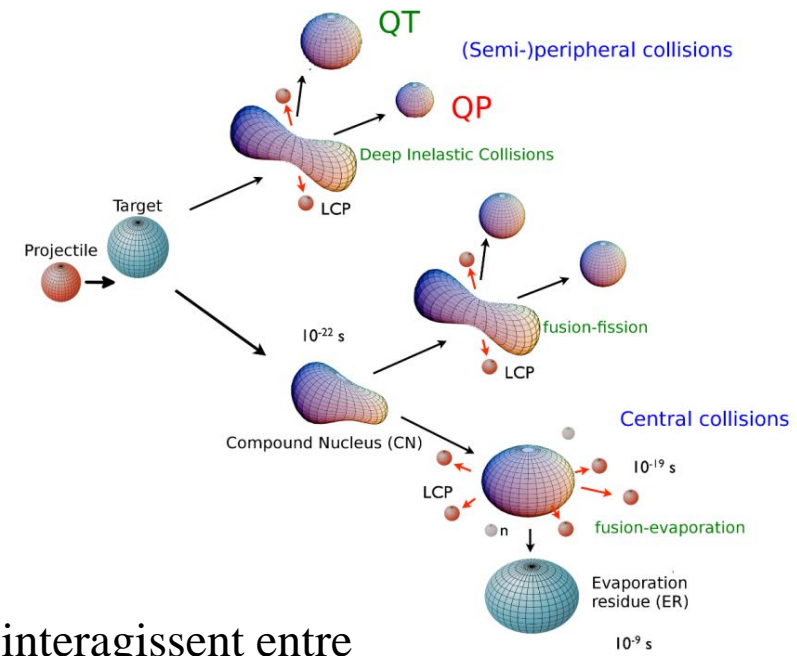 QT
(Semi-)peripheral collisions
QP
Deep Inelastic Collisions
LCP
Target
Projectile
fusion-fission
LCP
10-22 s
Compound Nucleus (CN)
Central collisions
10-19 s
LCP
n
fusion-evaporation
Evaporation
residue (ER)
10-9 s
interagissent entre